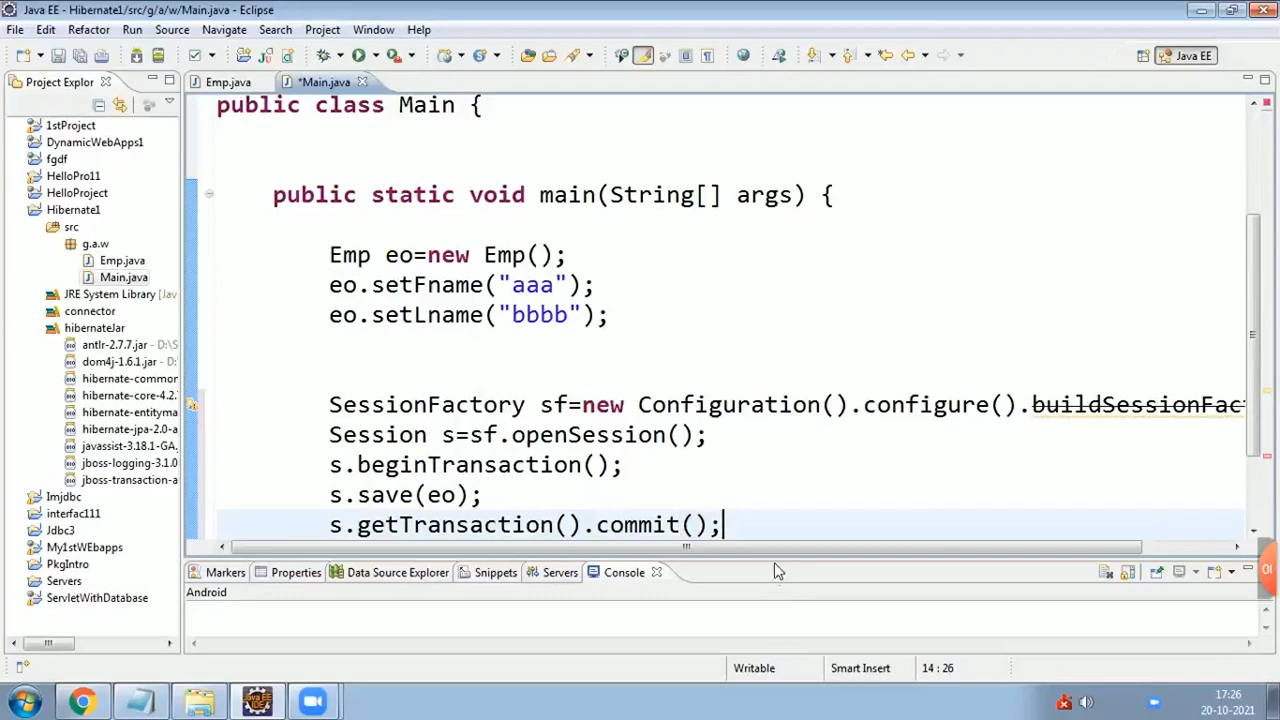 Java EE - Hibernate1/src/g/a/w/Main.java - Eclipse
File Edit Refactor Run Source Navigate Search Project Window Help
Java EE
Project Explor
Emp.java
*Main.java
1stProject
DynamicWebApps1
fgdf
HelloPro11
HelloProject
Hibernate1
src
g.a.w
Emp.java
Main.java
JRE System Library [Jav
connector
hibernateJar
antlr-2.7.7.jar - D:\S
dom4j-1.6.1.jar - D:
hibernate-common
hibernate-core-4.2.
hibernate-entityma
hibernate-jpa-2.0-a
javassist-3.18.1-GA.
jboss-logging-3.1.0
jboss-transaction-a
Imjdbc
interfac111
Jdbc3
My1stWEbapps
PkgIntro
Servers
ServletWithDatabase
public class Main {
public static void main(String[] args) {
Emp eo=new Emp();
eo.setFname("aaa");
eo.setLname("bbbb");
SessionFactory sf=new Configuration().configure().buildSessionFac
Session s=sf.openSession();
s.beginTransaction();
s.save(eo);
s.getTransaction().commit();
Markers Properties Data Source Explorer Snippets Servers Console
Android
Writable Smart Insert 14 : 26
17:26
20-10-2021